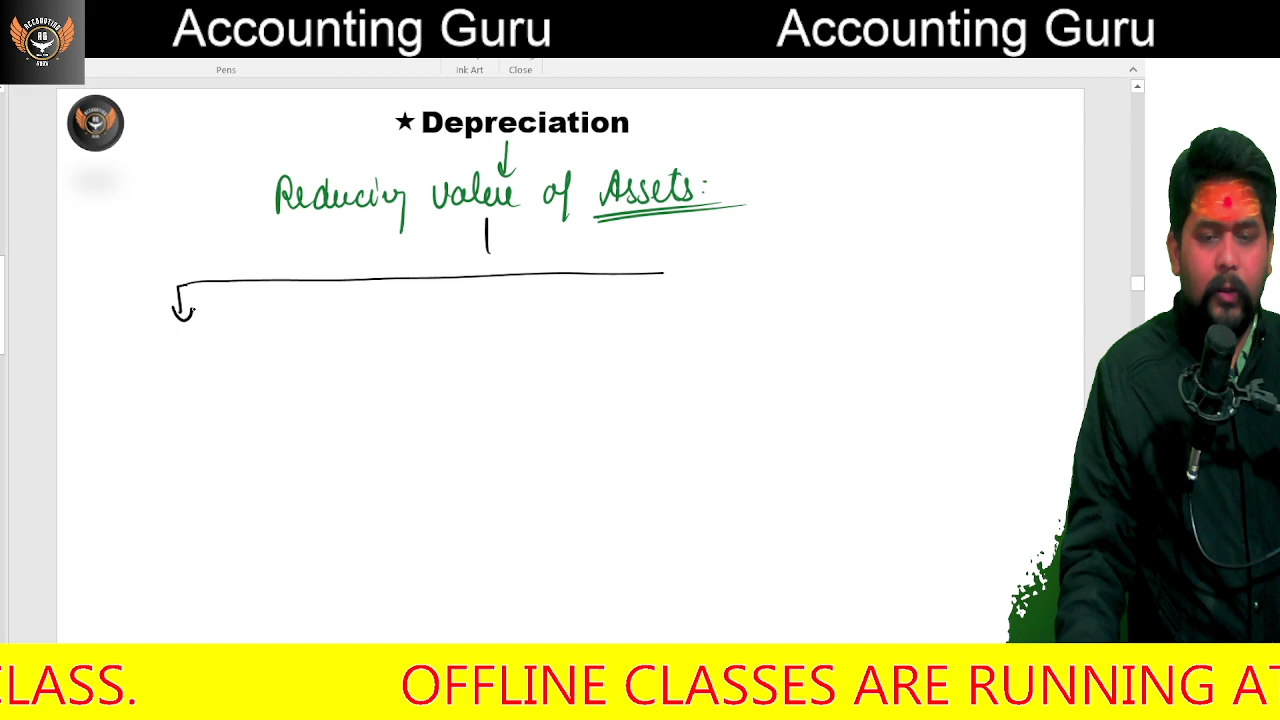 Accounting Guru Accounting Guru
Pens Ink Art Close
★ Depreciation
Reducing value of Assets:
CLASS. OFFLINE CLASSES ARE RUNNING AT